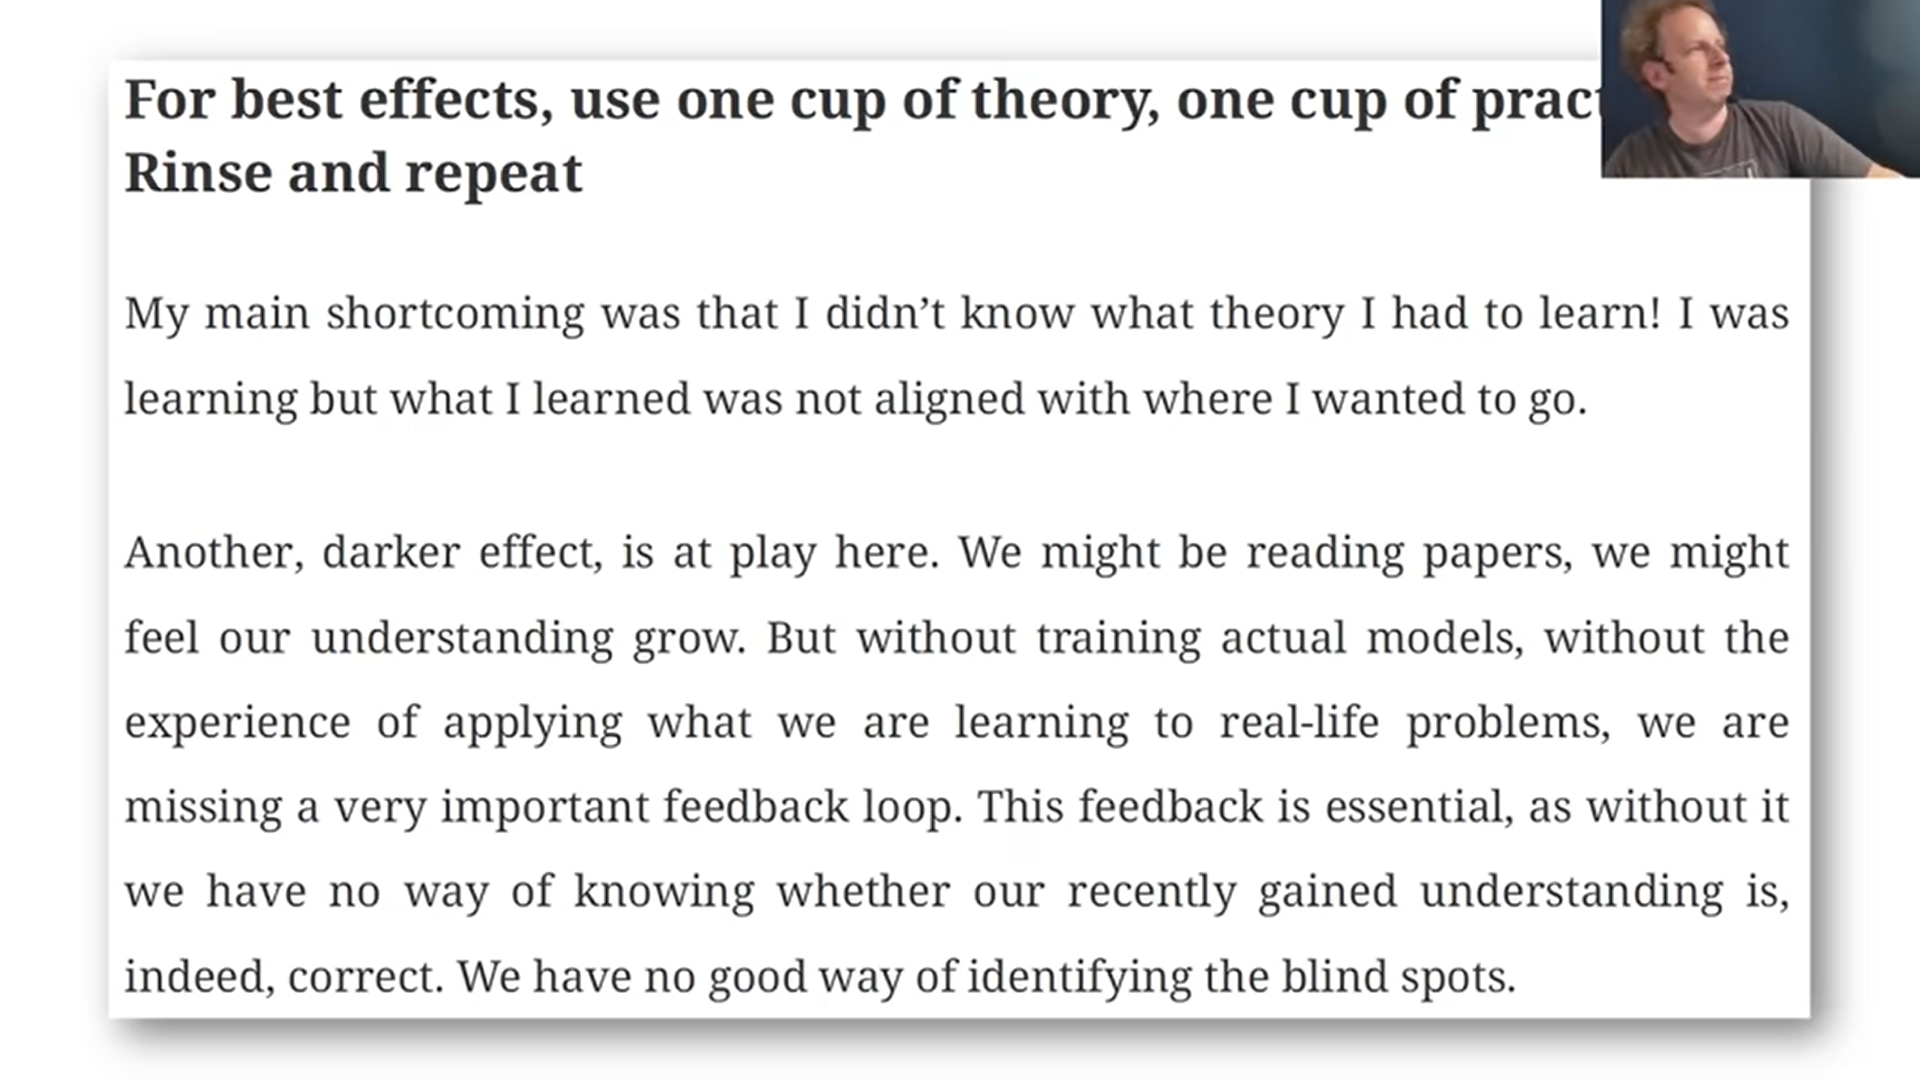 For best effects, use one cup of theory, one cup of
Rinse and repeat
My main shortcoming was that I didn’t know what theory I had to learn! I was
learning but what I learned was not aligned with where I wanted to go.
Another, darker effect, is at play here. We might be reading papers, we might
feel our understanding grow. But without training actual models, without the
experience of applying what we are learning to real-life problems, we are
missing a very important feedback loop. This feedback is essential, as without it
we have no way of knowing whether our recently gained understanding is,
indeed, correct. We have no good way of identifying the blind spots.